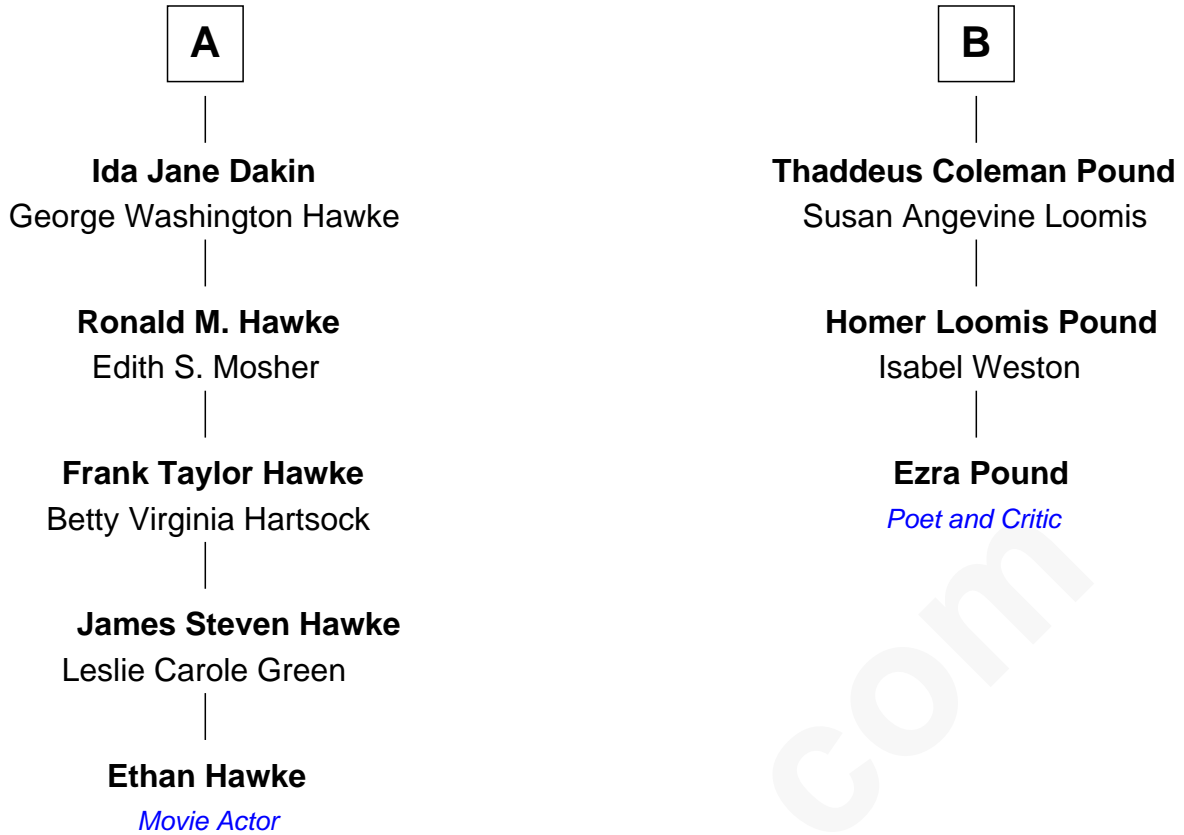 A
Ida Jane Dakin
George Washington Hawke
Ronald M. Hawke
Edith S. Mosher
Frank Taylor Hawke
Betty Virginia Hartsock
James Steven Hawke
Leslie Carole Green
Ethan Hawke
Movie Actor
B
Thaddeus Coleman Pound
Susan Angevine Loomis
Homer Loomis Pound
Isabel Weston
Ezra Pound
Poet and Critic
com